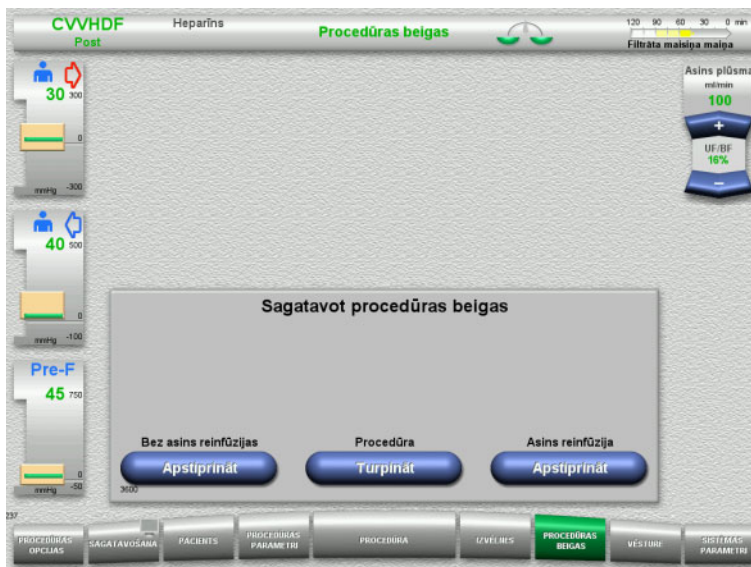 CVVHDF
Post
Heparīns
Procedūras beigas
120 90 60 30 0 min
Filtrāta maisiņa maiņa
30 300
0
mmHg -300
40 500
0
mmHg -100
Pre-F
45 750
0
mmHg -50
Asins plūsma
ml/min
100
+
UF/BF
16%
–
Sagatavot procedūras beigas
Bez asins reinfūzijas
Apstiprināt
Procedūra
Turpināt
Asins reinfūzija
Apstiprināt
3600
237
PROCEDŪRAS OPCIJAS
SAGATAVOŠANA
PACIENTS
PROCEDŪRAS PARAMETRI
PROCEDŪRA
IZVĒLNES
PROCEDŪRAS BEIGAS
VĒSTURE
SISTĒMAS PARAMETRI